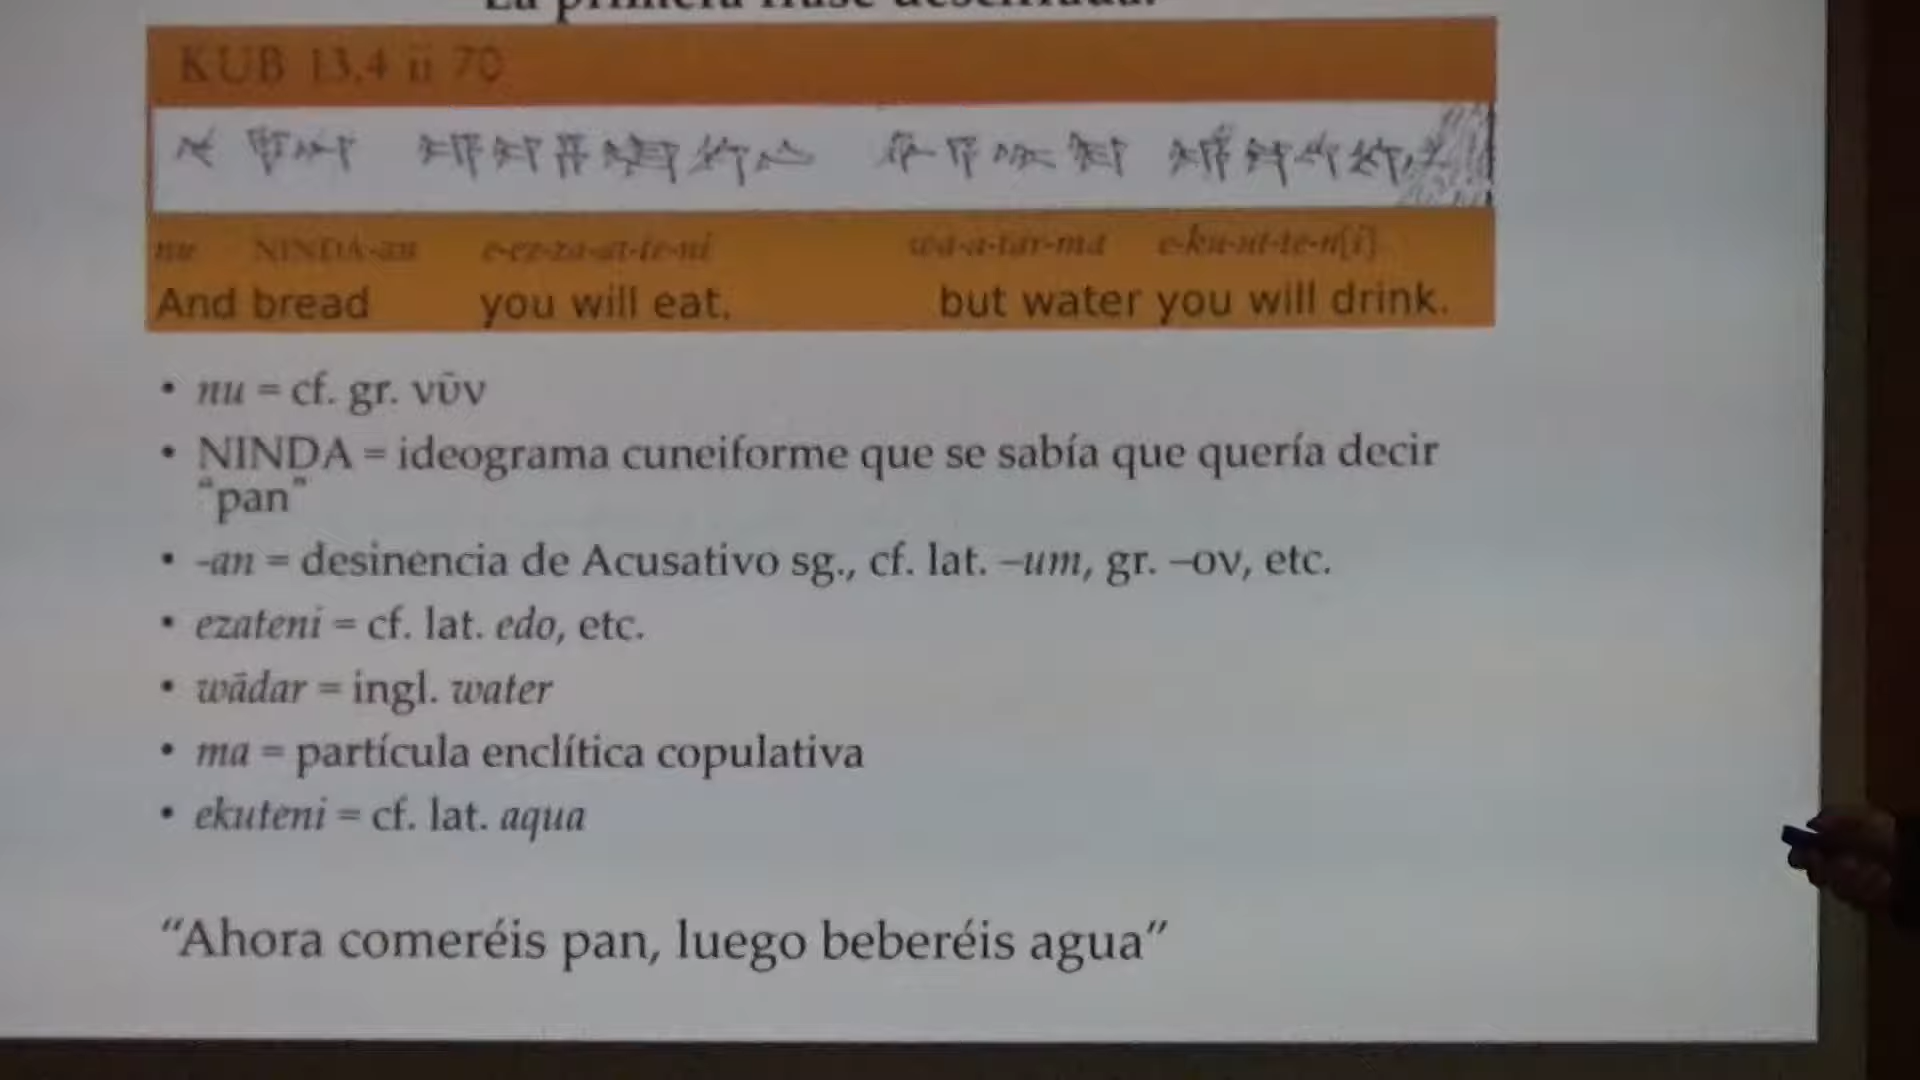 La primera frase descifrada:
KUB 13.4 ii 70
nu NINDA-an e-ez-za-at-te-ni wa-a-tar-ma e-ku-ut-te-n[i]
And bread you will eat. but water you will drink.
• nu = cf. gr. νῦν
• NINDA = ideograma cuneiforme que se sabía que quería decir
“pan”
• -an = desinencia de Acusativo sg., cf. lat. –um, gr. –ον, etc.
• ezateni = cf. lat. edo, etc.
• wādar = ingl. water
• ma = partícula enclítica copulativa
• ekuteni = cf. lat. aqua
“Ahora comeréis pan, luego beberéis agua”